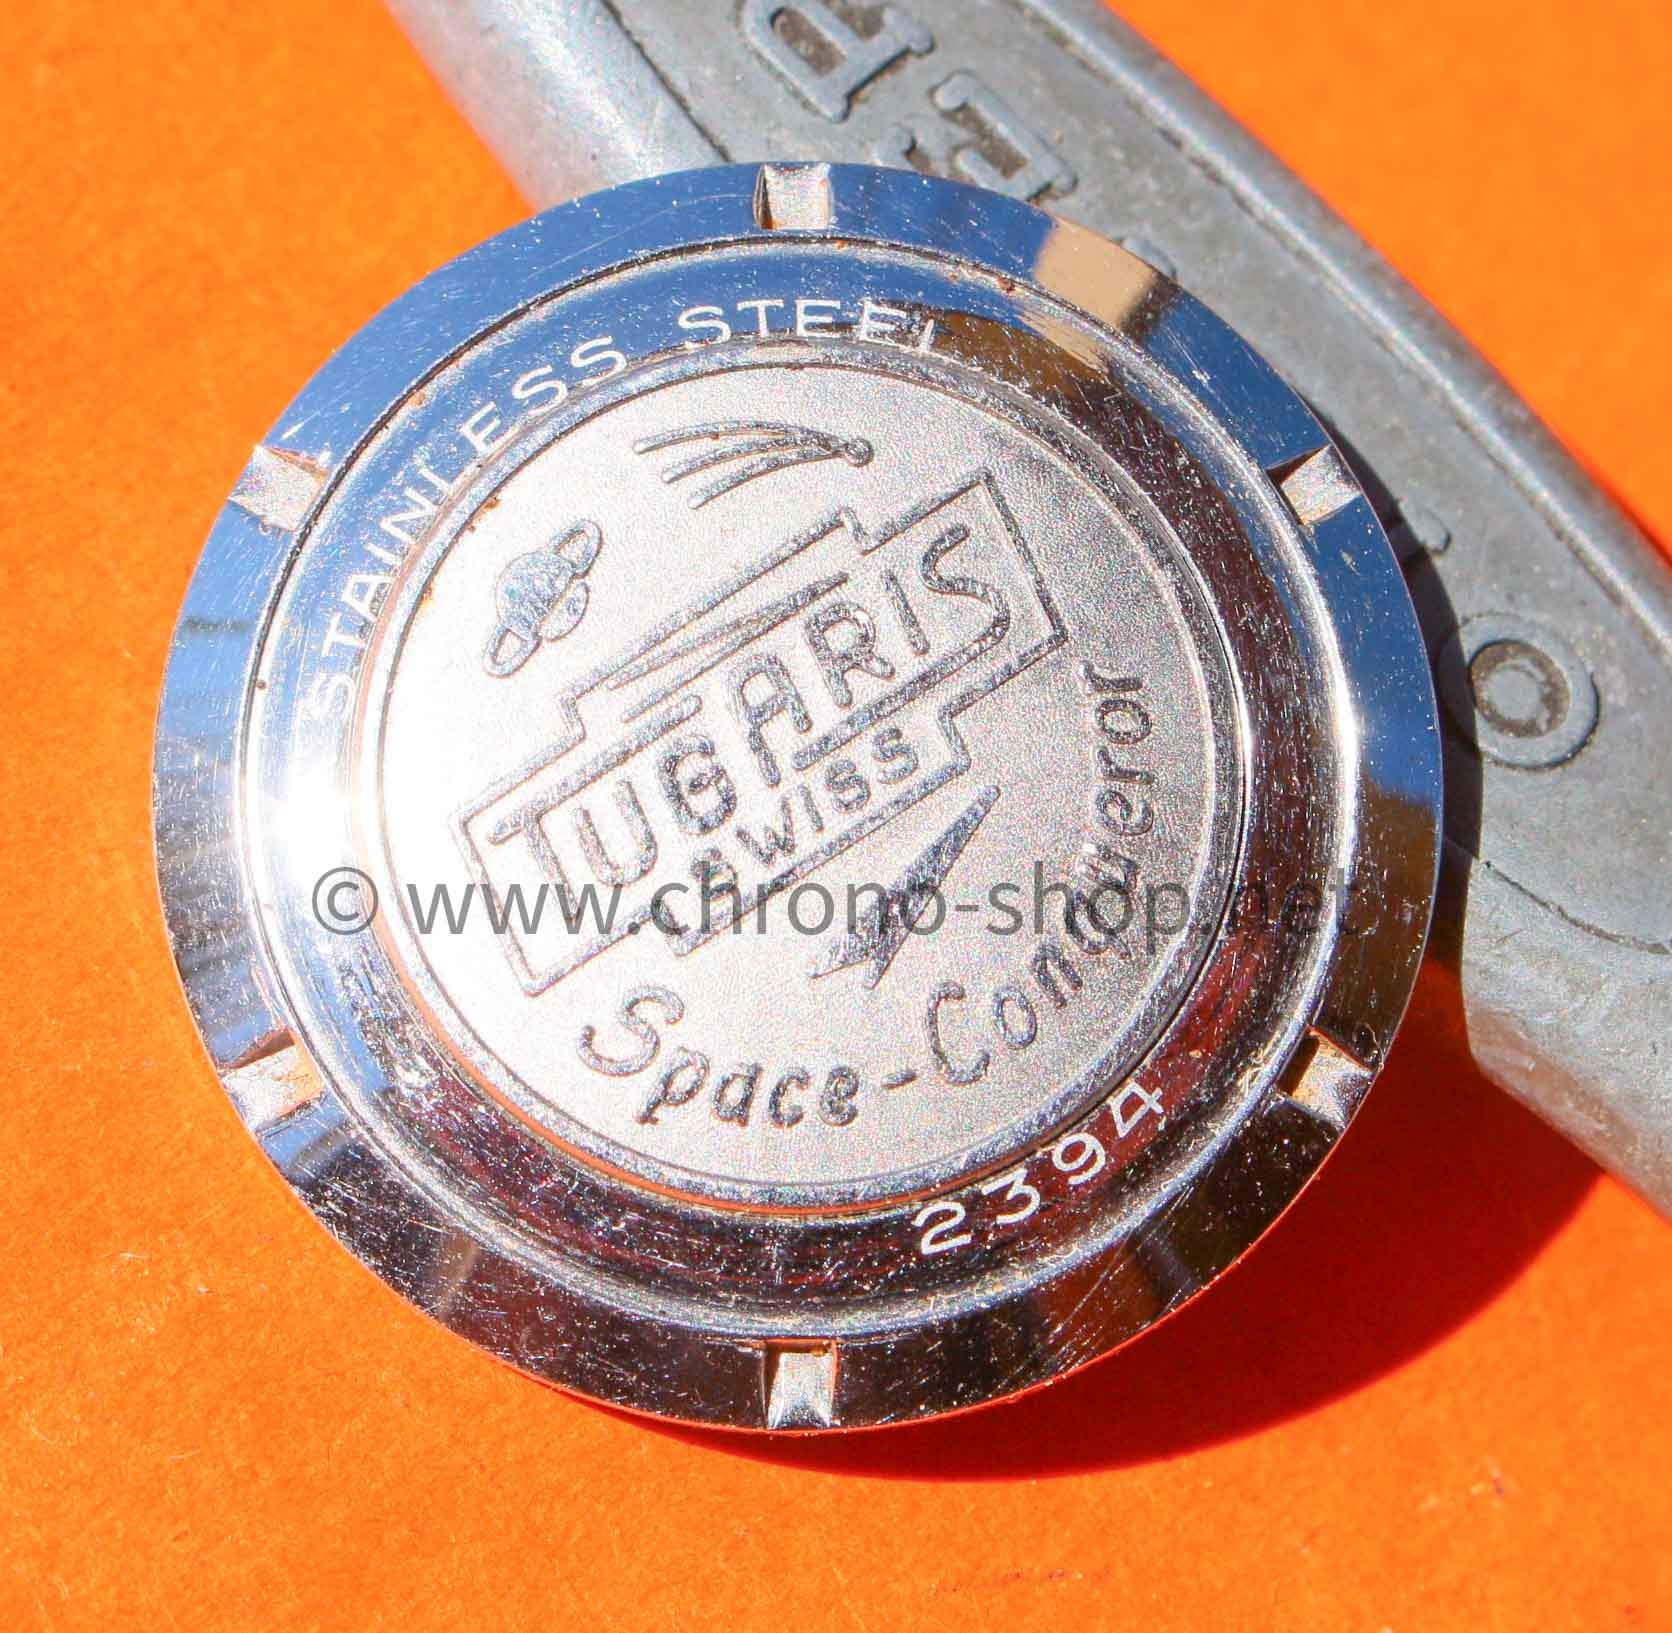 STAINLESS STEEL
TUGARIS
SWISS
Space-Conqueror
2394
© www.chrono-shop.net